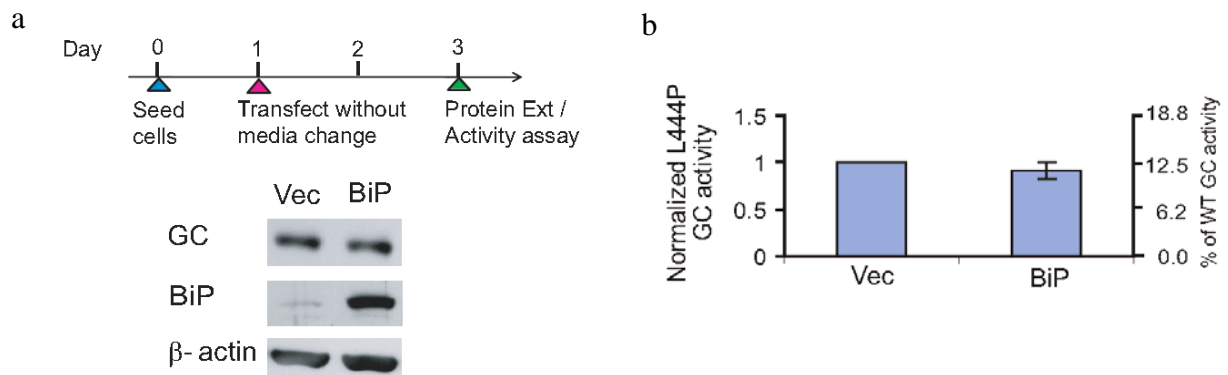 a
Day 0 1 2 3
Seed cells
Transfect without media change
Protein Ext / Activity assay
Vec BiP
GC
BiP
β- actin
b
Normalized L444P GC activity
1.5
1
0.5
0
Vec BiP
18.8
12.5
6.2
0.0
% of WT GC activity